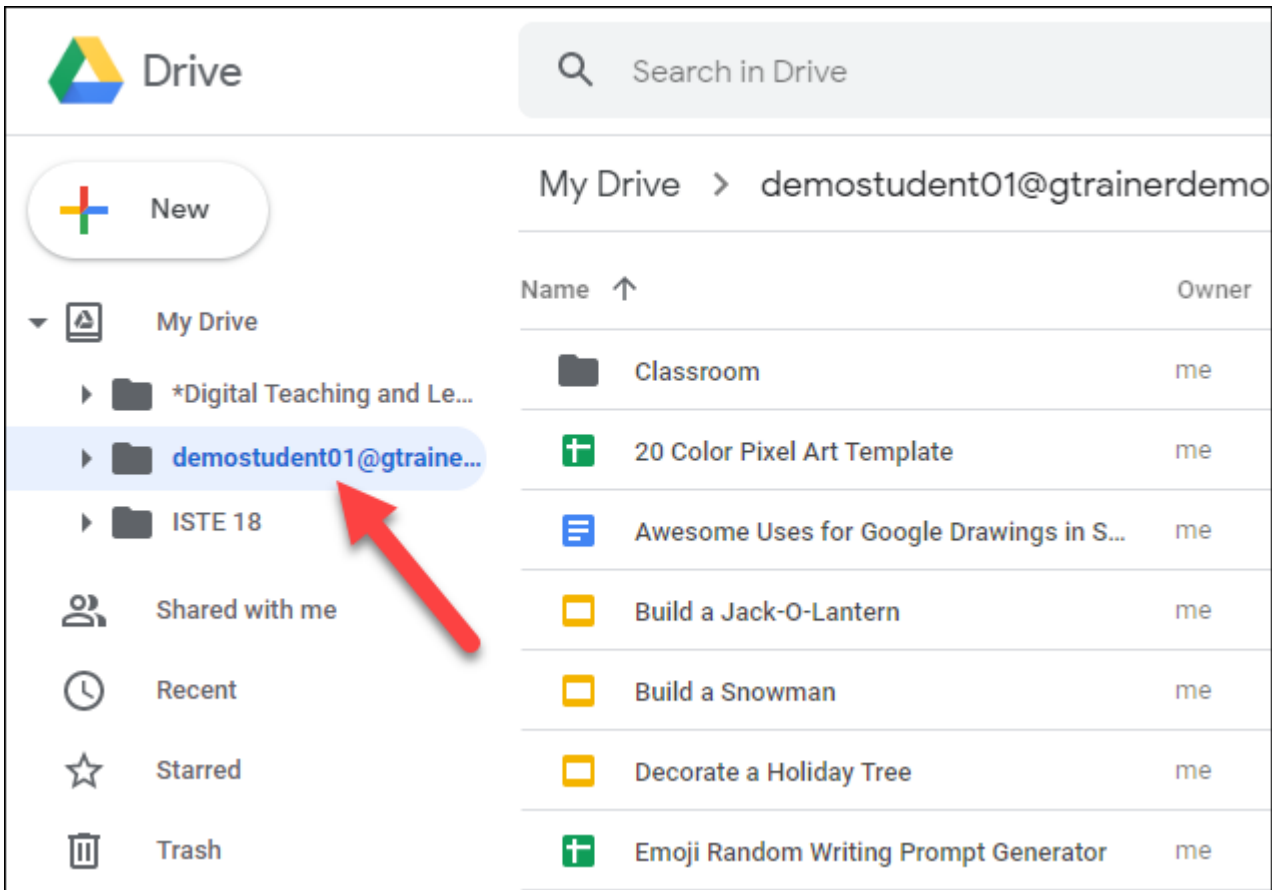 Drive
Search in Drive
New
My Drive > demostudent01@gtrainerdemo
Name
Owner
My Drive
*Digital Teaching and Le...
demostudent01@gtraine...
ISTE 18
Shared with me
Recent
Starred
Trash
Classroom me
20 Color Pixel Art Template me
Awesome Uses for Google Drawings in S... me
Build a Jack-O-Lantern me
Build a Snowman me
Decorate a Holiday Tree me
Emoji Random Writing Prompt Generator me